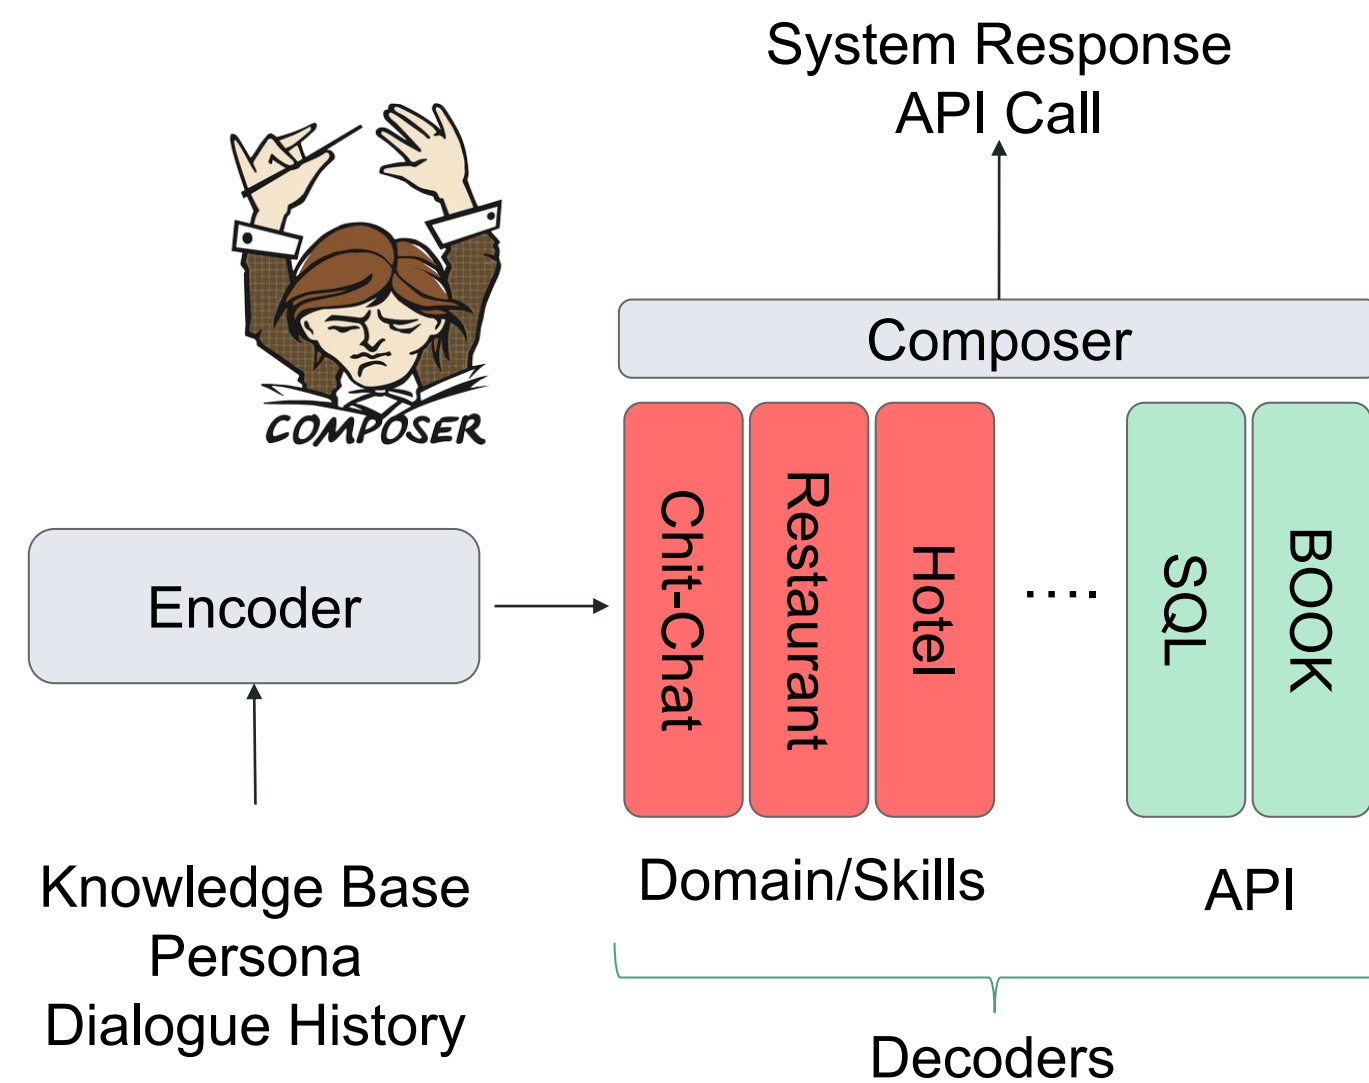 System Response
API Call
COMPOSER
Composer
Chit-Chat
Restaurant
Hotel
....
SQL
BOOK
Encoder
Domain/Skills
API
Knowledge Base
Persona
Dialogue History
Decoders